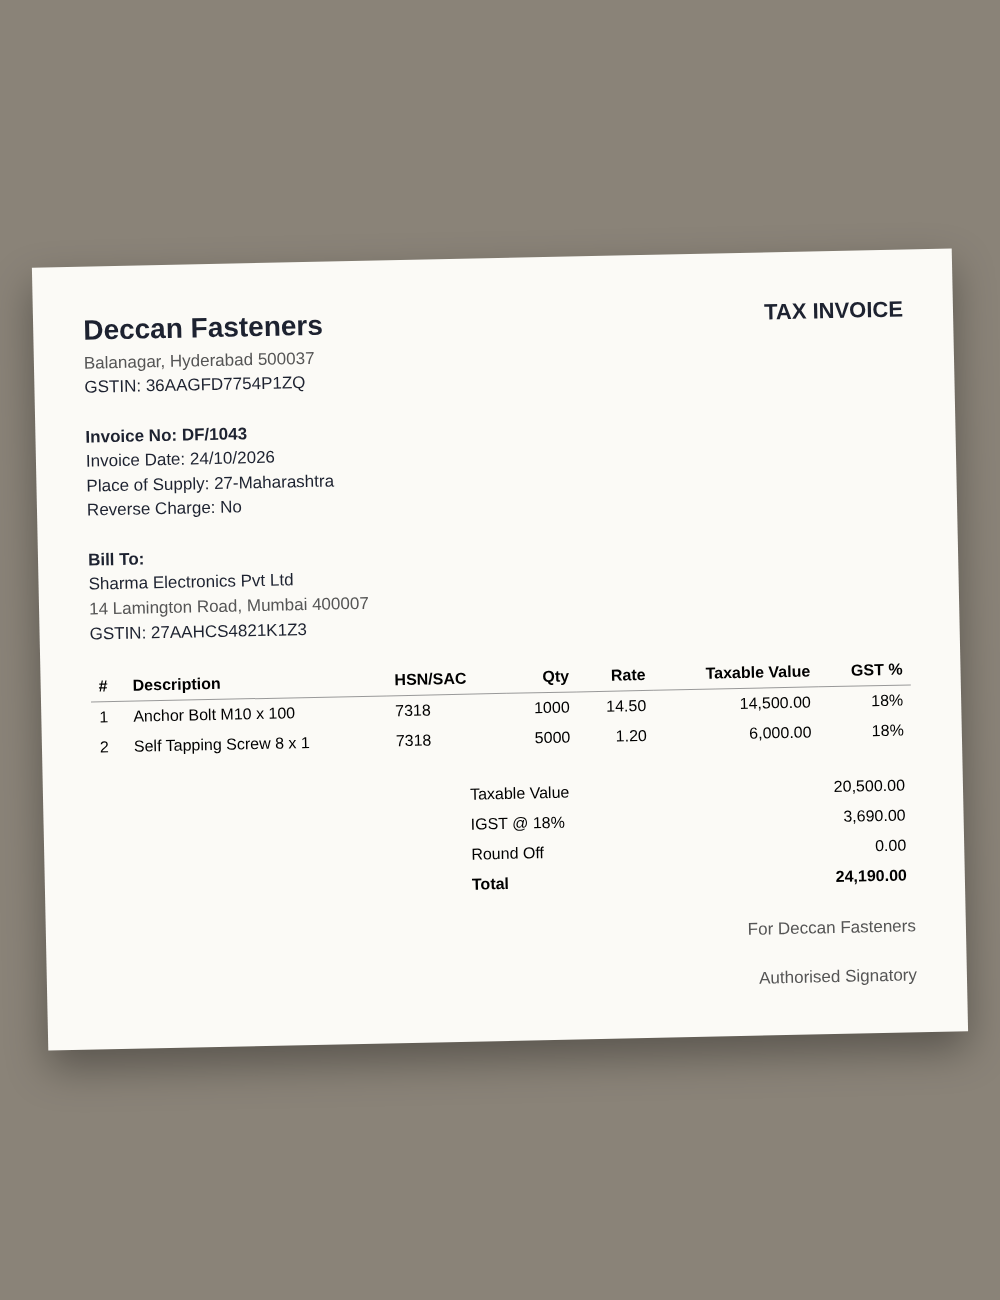 Deccan Fasteners
TAX INVOICE
Balanagar, Hyderabad 500037
GSTIN: 36AAGFD7754P1ZQ
Invoice No: DF/1043
Invoice Date: 24/10/2026
Place of Supply: 27-Maharashtra
Reverse Charge: No
Bill To:
Sharma Electronics Pvt Ltd
14 Lamington Road, Mumbai 400007
GSTIN: 27AAHCS4821K1Z3
# Description HSN/SAC Qty Rate Taxable Value GST %
1 Anchor Bolt M10 x 100 7318 1000 14.50 14,500.00 18%
2 Self Tapping Screw 8 x 1 7318 5000 1.20 6,000.00 18%
Taxable Value 20,500.00
IGST @ 18% 3,690.00
Round Off 0.00
Total 24,190.00
For Deccan Fasteners
Authorised Signatory